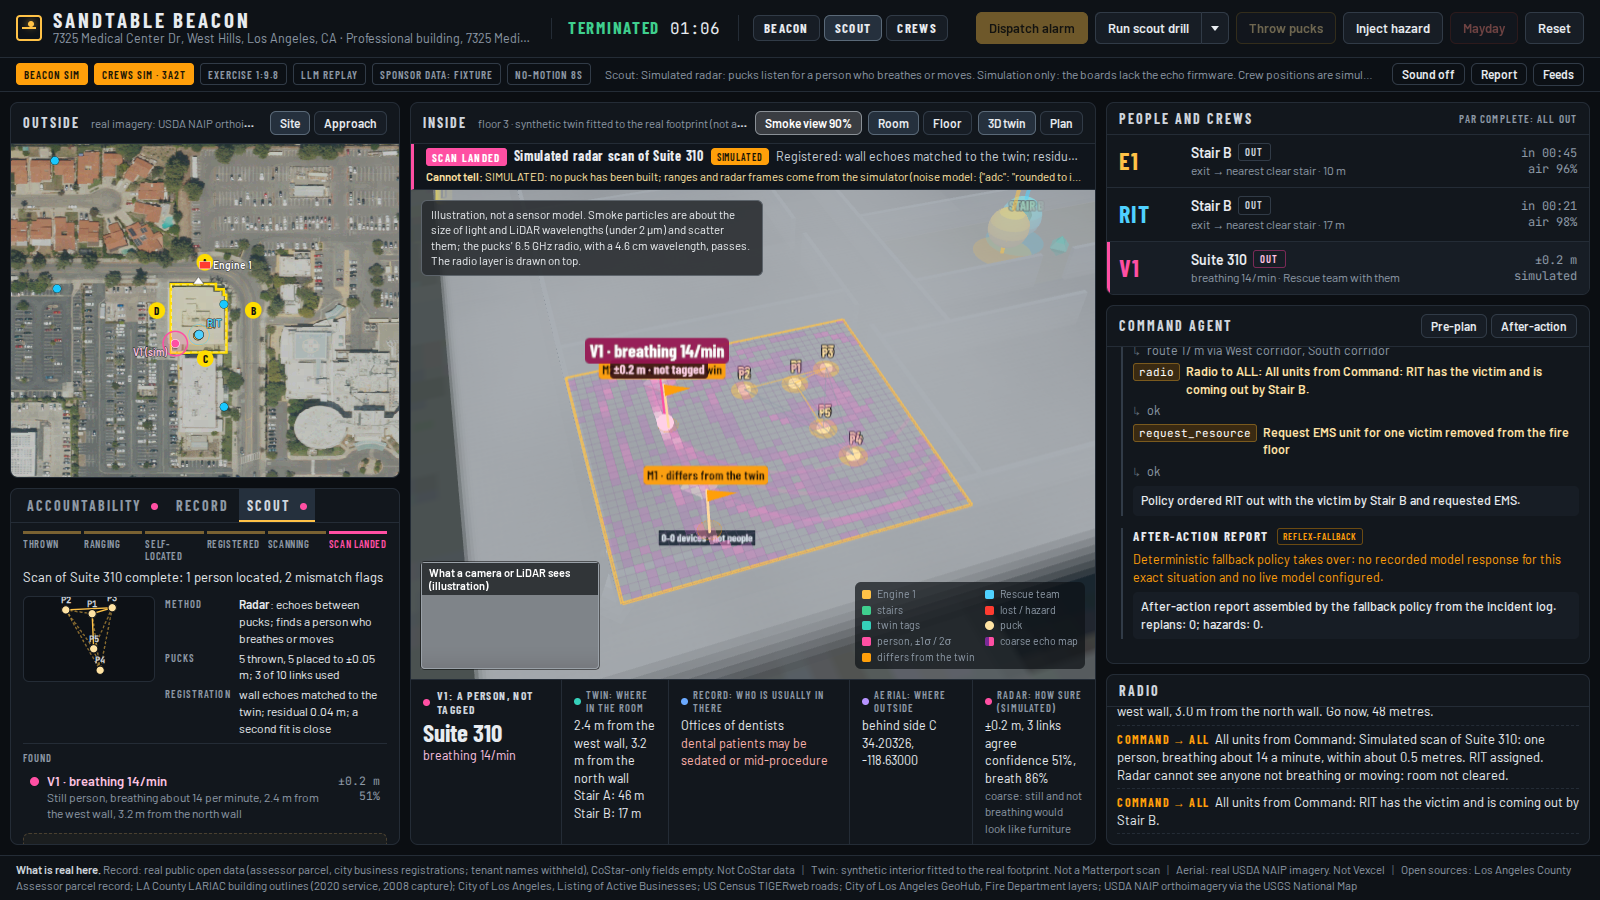 SANDTABLE BEACON
7325 Medical Center Dr, West Hills, Los Angeles, CA · Professional building, 7325 Medi...
TERMINATED 01:06
BEACON SCOUT CREWS
Dispatch alarm Run scout drill Throw pucks Inject hazard Mayday Reset
BEACON SIM CREWS SIM · 3A2T EXERCISE 1:9.8 LLM REPLAY SPONSOR DATA: FIXTURE NO-MOTION 8S
Scout: Simulated radar: pucks listen for a person who breathes or moves. Simulation only: the boards lack the echo firmware. Crew positions are simul...
Sound off Report Feeds
OUTSIDE real imagery: USDA NAIP orthoi... Site Approach
Engine 1
D
B
RIT
V1 (sim)
C
ACCOUNTABILITY RECORD SCOUT
THROWN RANGING SELF-LOCATED REGISTERED SCANNING SCAN LANDED
Scan of Suite 310 complete: 1 person located, 2 mismatch flags
P2 P1 P3
P5
P4
METHOD Radar: echoes between
pucks; finds a person who
breathes or moves
PUCKS 5 thrown, 5 placed to ±0.05
m; 3 of 10 links used
REGISTRATION wall echoes matched to the
twin; residual 0.04 m; a
second fit is close
FOUND
V1 · breathing 14/min ±0.2 m
Still person, breathing about 14 per minute, 2.4 m from 51%
the west wall, 3.2 m from the north wall
INSIDE floor 3 · synthetic twin fitted to the real footprint (not a... Smoke view 90% Room Floor 3D twin Plan
SCAN LANDED Simulated radar scan of Suite 310 SIMULATED Registered: wall echoes matched to the twin; residu...
Cannot tell: SIMULATED: no puck has been built; ranges and radar frames come from the simulator (noise model: {"adc": "rounded to i...
Illustration, not a sensor model. Smoke particles are about the
size of light and LiDAR wavelengths (under 2 µm) and scatter
them; the pucks' 6.5 GHz radio, with a 4.6 cm wavelength, passes.
The radio layer is drawn on top.
STAIR
V1 · breathing 14/min
±0.2 m · not tagged
P2 P1 P3
P5
P4
M1 · differs from the twin
0-0 devices · not people
What a camera or LiDAR sees
(illustration)
Engine 1 Rescue team
stairs lost / hazard
twin tags puck
person, ±1σ / 2σ coarse echo map
differs from the twin
V1: A PERSON, NOT
TAGGED
Suite 310
breathing 14/min
TWIN: WHERE
IN THE ROOM
2.4 m from the
west wall, 3.2
m from the
north wall
Stair A: 46 m
Stair B: 17 m
RECORD: WHO IS USUALLY IN
THERE
Offices of dentists
dental patients may be
sedated or mid-procedure
AERIAL: WHERE
OUTSIDE
behind side C
34.20326,
-118.63000
RADAR: HOW SURE
(SIMULATED)
±0.2 m, 3 links
agree
confidence 51%,
breath 86%
coarse: still and not
breathing would
look like furniture
PEOPLE AND CREWS PAR COMPLETE: ALL OUT
E1 Stair B OUT in 00:45
exit → nearest clear stair · 10 m air 96%
RIT Stair B OUT in 00:21
exit → nearest clear stair · 17 m air 98%
V1 Suite 310 OUT ±0.2 m
breathing 14/min · Rescue team with them simulated
COMMAND AGENT Pre-plan After-action
↳ route 17 m via West corridor, South corridor
radio Radio to ALL: All units from Command: RIT has the victim and is
coming out by Stair B.
↳ ok
request_resource Request EMS unit for one victim removed from the fire
floor
↳ ok
Policy ordered RIT out with the victim by Stair B and requested EMS.
AFTER-ACTION REPORT REFLEX-FALLBACK
Deterministic fallback policy takes over: no recorded model response for this
exact situation and no live model configured.
After-action report assembled by the fallback policy from the incident log.
replans: 0; hazards: 0.
RADIO
west wall, 3.0 m from the north wall. Go now, 48 metres.
COMMAND → ALL All units from Command: Simulated scan of Suite 310: one
person, breathing about 14 a minute, within about 0.5 metres. RIT assigned.
Radar cannot see anyone not breathing or moving: room not cleared.
COMMAND → ALL All units from Command: RIT has the victim and is coming out by
Stair B.
What is real here. Record: real public open data (assessor parcel, city business registrations; tenant names withheld), CoStar-only fields empty. Not CoStar data | Twin: synthetic interior fitted to the real footprint. Not a Matterport scan | Aerial: real USDA NAIP imagery. Not Vexcel | Open sources: Los Angeles County
Assessor parcel record; LA County LARIAC building outlines (2020 service, 2008 capture); City of Los Angeles, Listing of Active Businesses; US Census TIGERweb roads; City of Los Angeles GeoHub, Fire Department layers; USDA NAIP orthoimagery via the USGS National Map